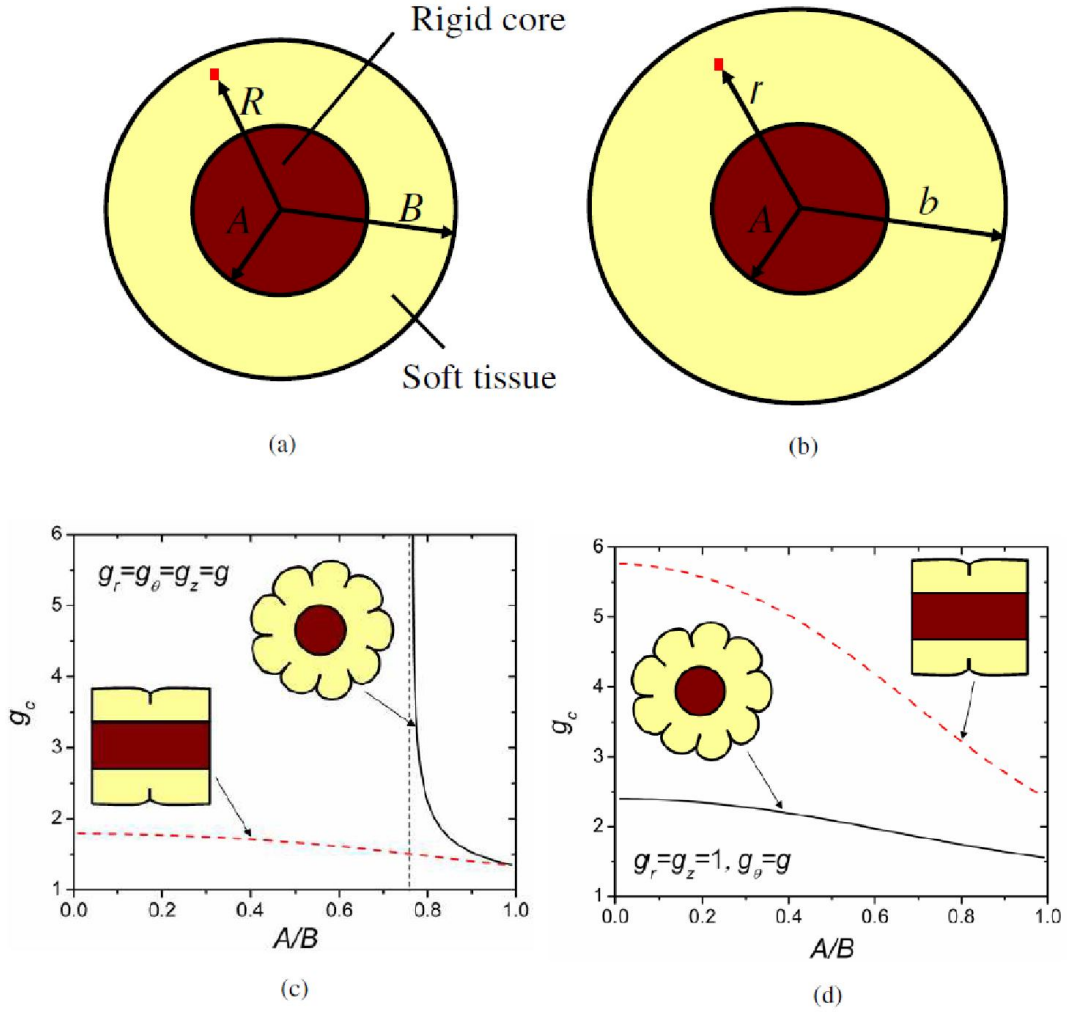 Rigid core
R
r
A
B
A
b
Soft tissue
(a)
(b)
6
5
4
3
2
1
g_c
g_r=g_θ=g_z=g
0.0 0.2 0.4 0.6 0.8 1.0
A/B
(c)
6
5
4
3
2
1
g_c
g_r=g_z=1, g_θ=g
0.0 0.2 0.4 0.6 0.8 1.0
A/B
(d)